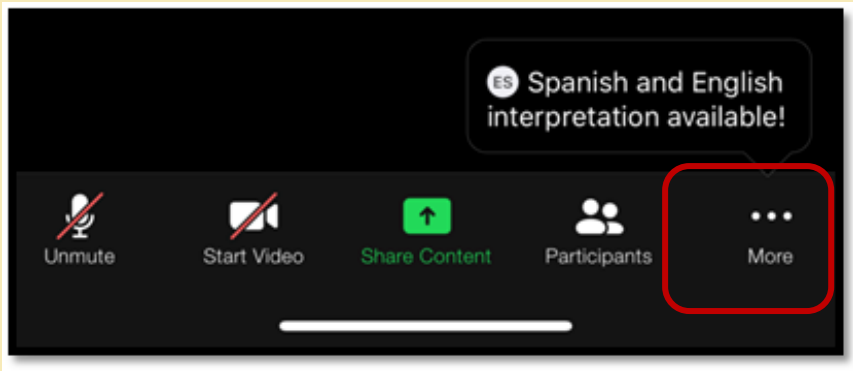 ES Spanish and English
interpretation available!
Unmute
Start Video
Share Content
Participants
More